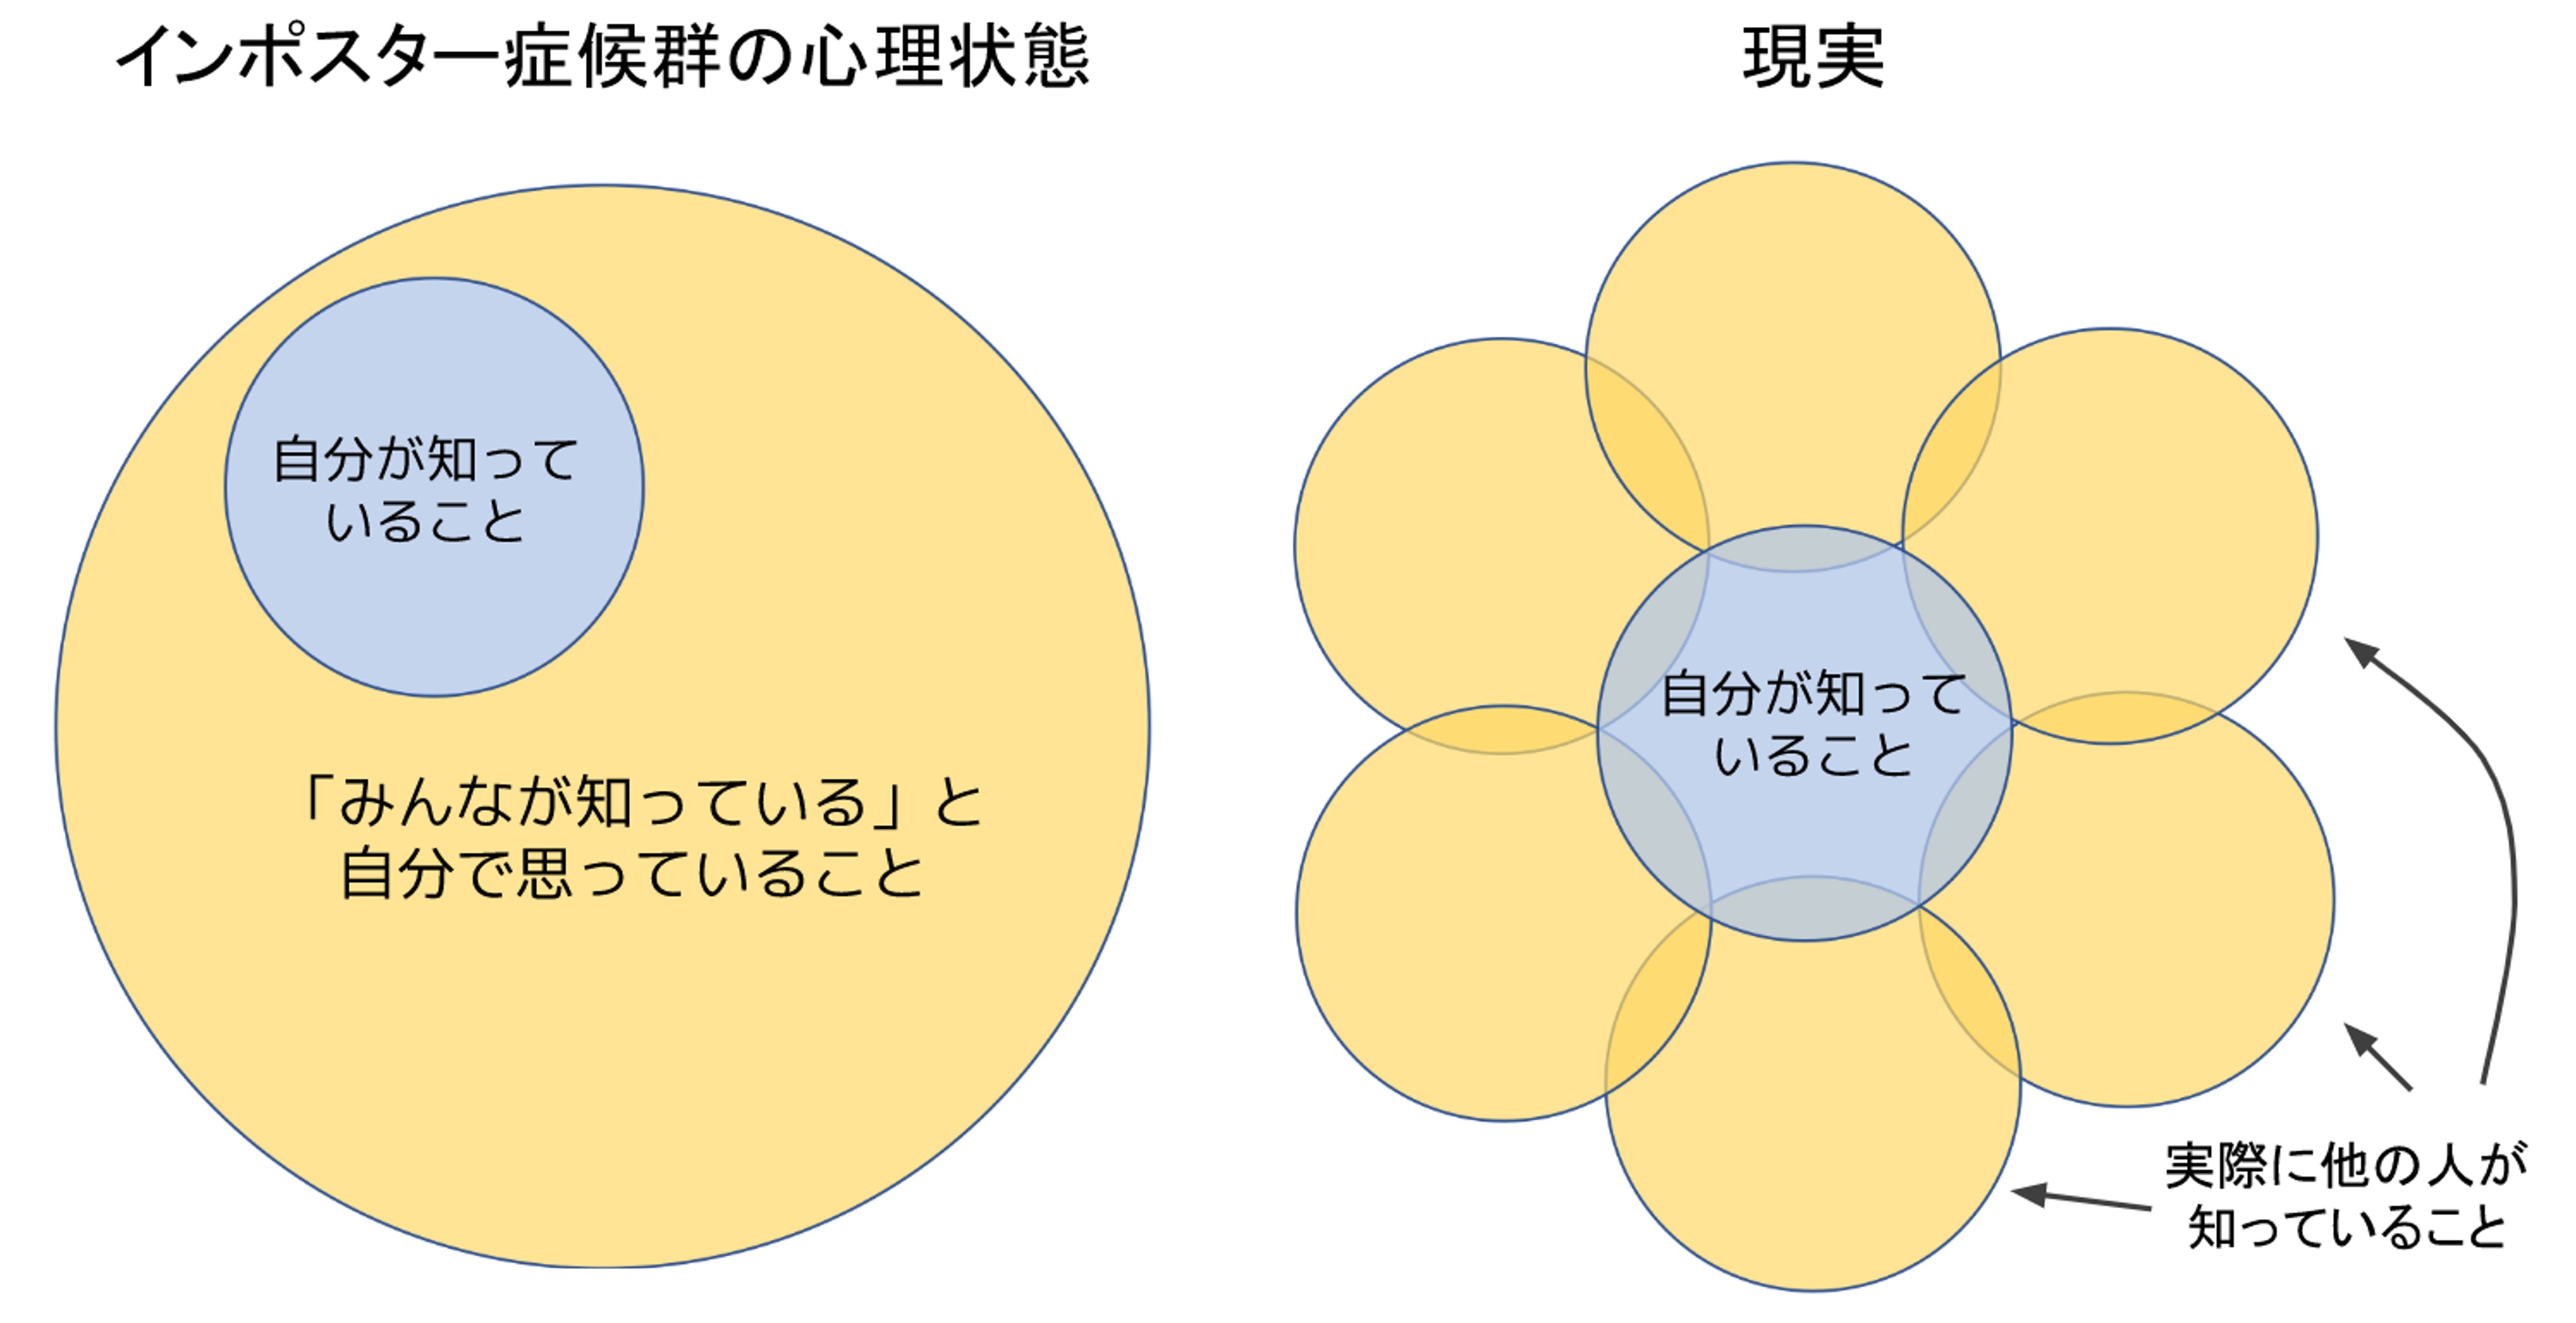 インポスター症候群の心理状態
現実
自分が知って
いること
「みんなが知っている」と
自分で思っていること
自分が知って
いること
実際に他の人が
知っていること